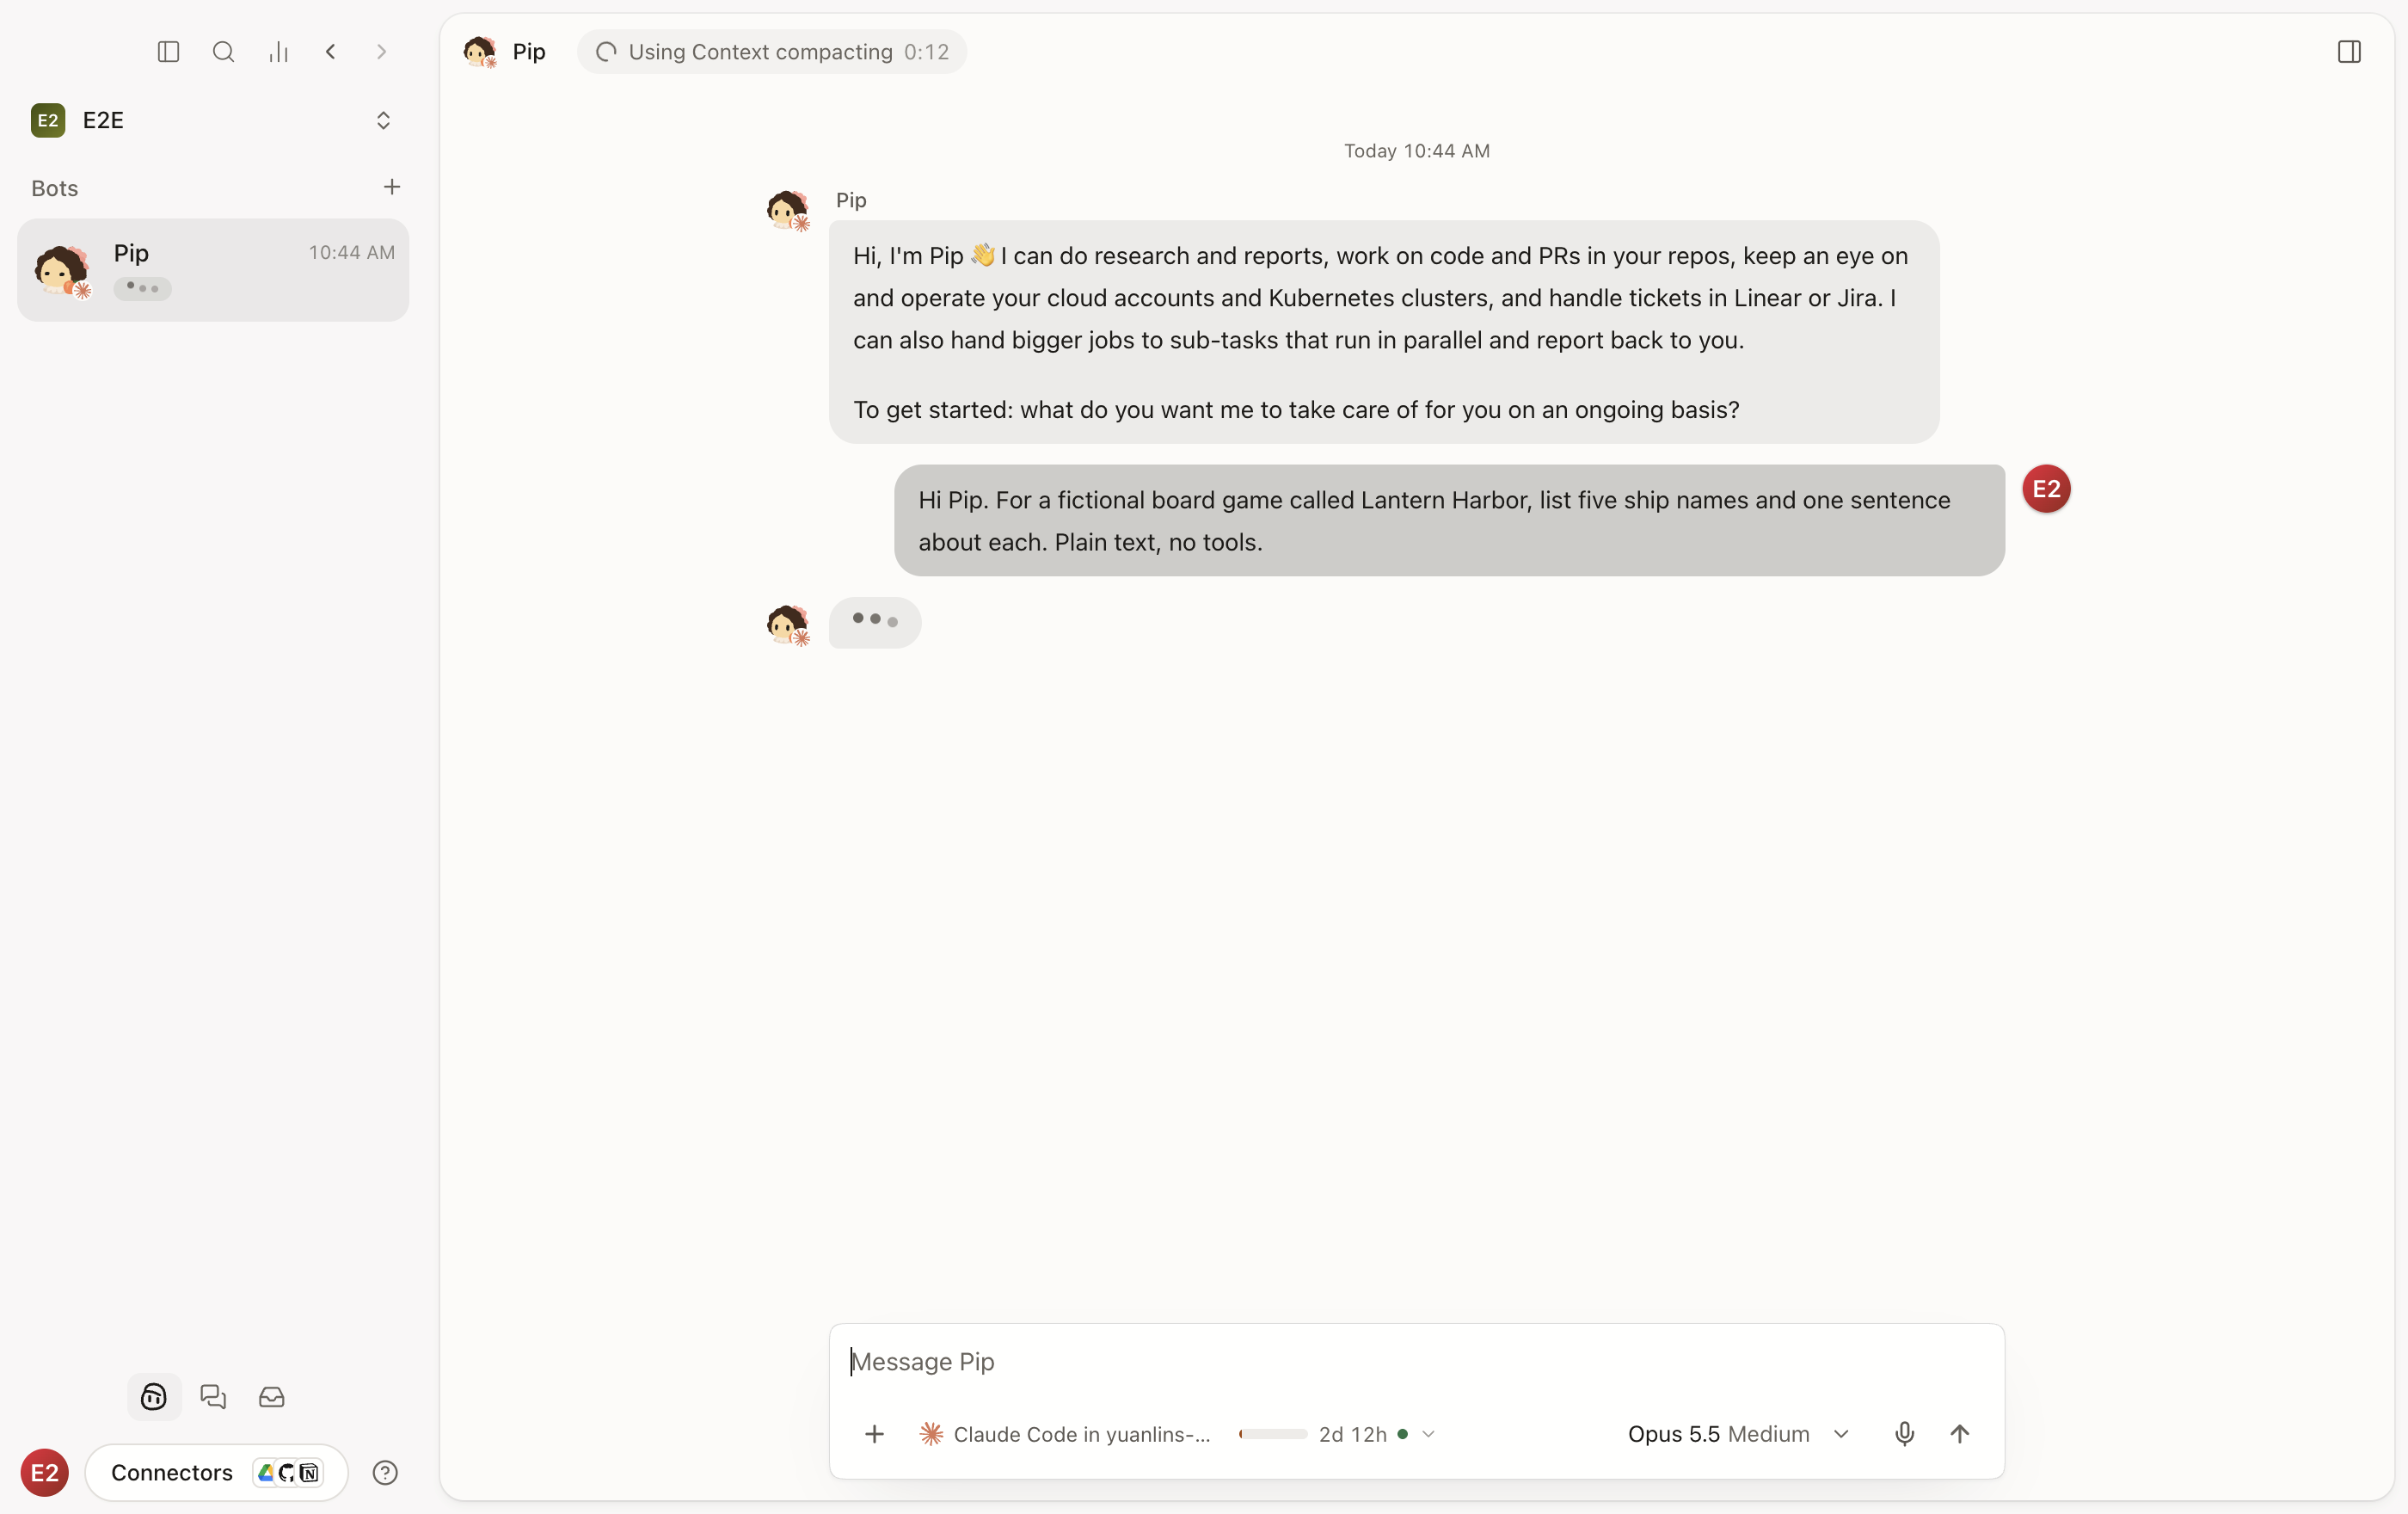 Pip
Using Context compacting 0:12
E2 E2E
Bots
Pip 10:44 AM
Today 10:44 AM
Pip
Hi, I'm Pip 👋 I can do research and reports, work on code and PRs in your repos, keep an eye on
and operate your cloud accounts and Kubernetes clusters, and handle tickets in Linear or Jira. I
can also hand bigger jobs to sub-tasks that run in parallel and report back to you.
To get started: what do you want me to take care of for you on an ongoing basis?
Hi Pip. For a fictional board game called Lantern Harbor, list five ship names and one sentence
about each. Plain text, no tools.
E2
Message Pip
Claude Code in yuanlins-... 2d 12h
Opus 5.5 Medium
E2 Connectors